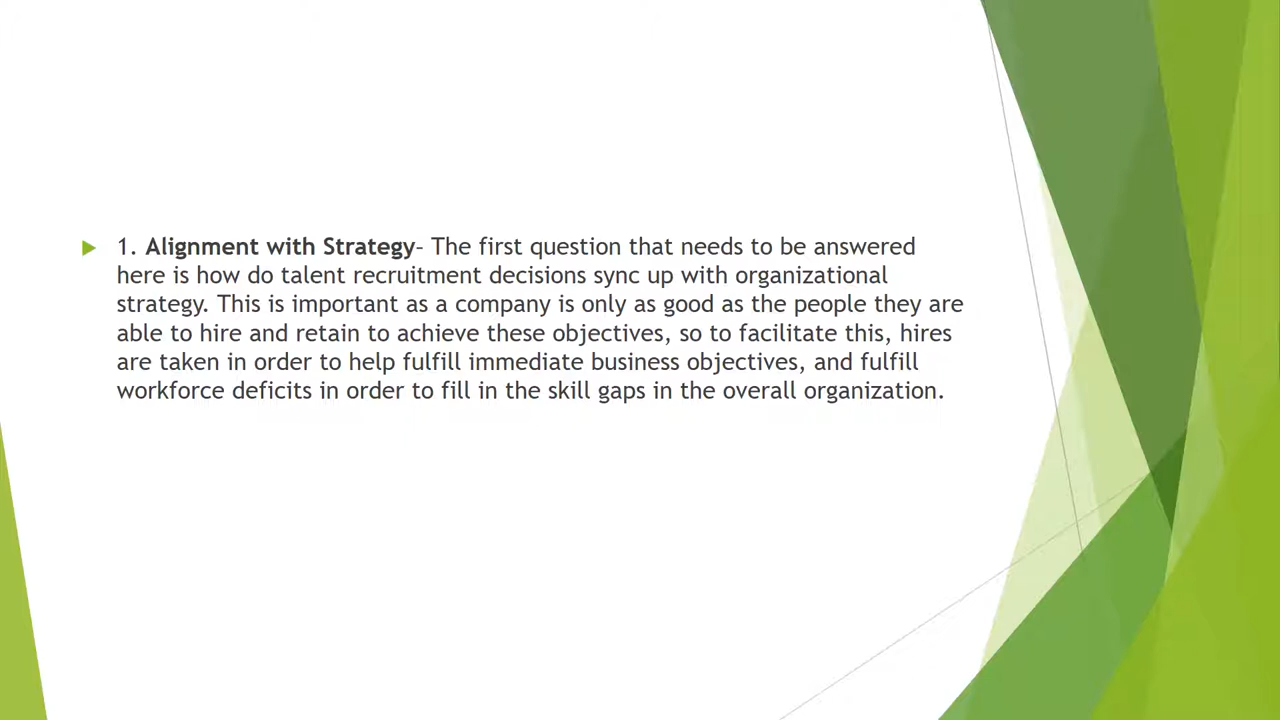 1. Alignment with Strategy- The first question that needs to be answered
here is how do talent recruitment decisions sync up with organizational
strategy. This is important as a company is only as good as the people they are
able to hire and retain to achieve these objectives, so to facilitate this, hires
are taken in order to help fulfill immediate business objectives, and fulfill
workforce deficits in order to fill in the skill gaps in the overall organization.